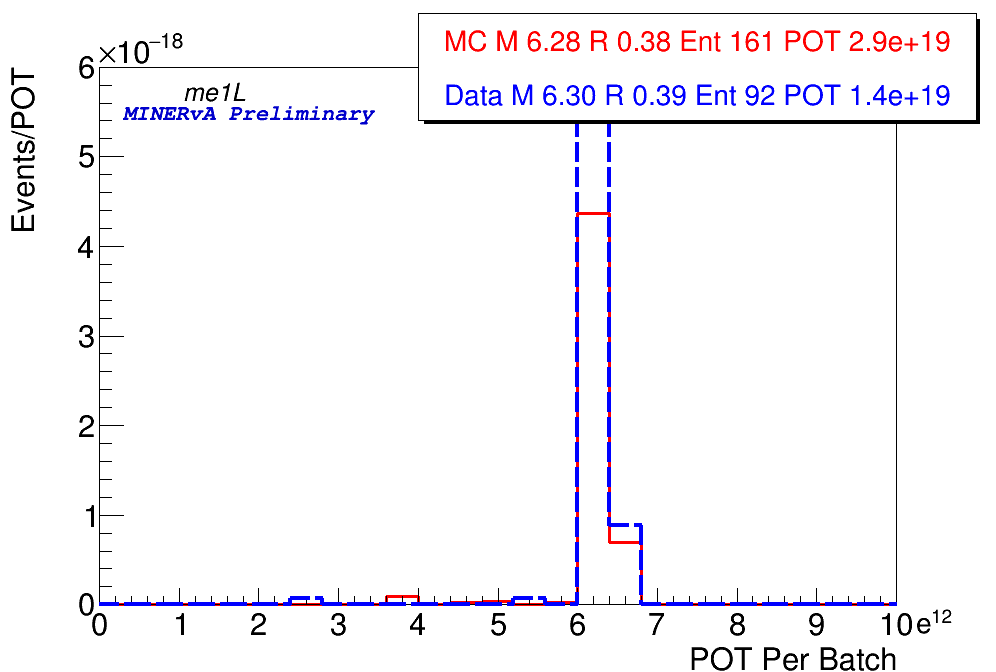 ×10⁻¹⁸
MC M 6.28 R 0.38 Ent 161 POT 2.9e+19
Data M 6.30 R 0.39 Ent 92 POT 1.4e+19
me1L
MINERvA Preliminary
Events/POT
6
5
4
3
2
1
0
0 1 2 3 4 5 6 7 8 9 10 e¹²
POT Per Batch